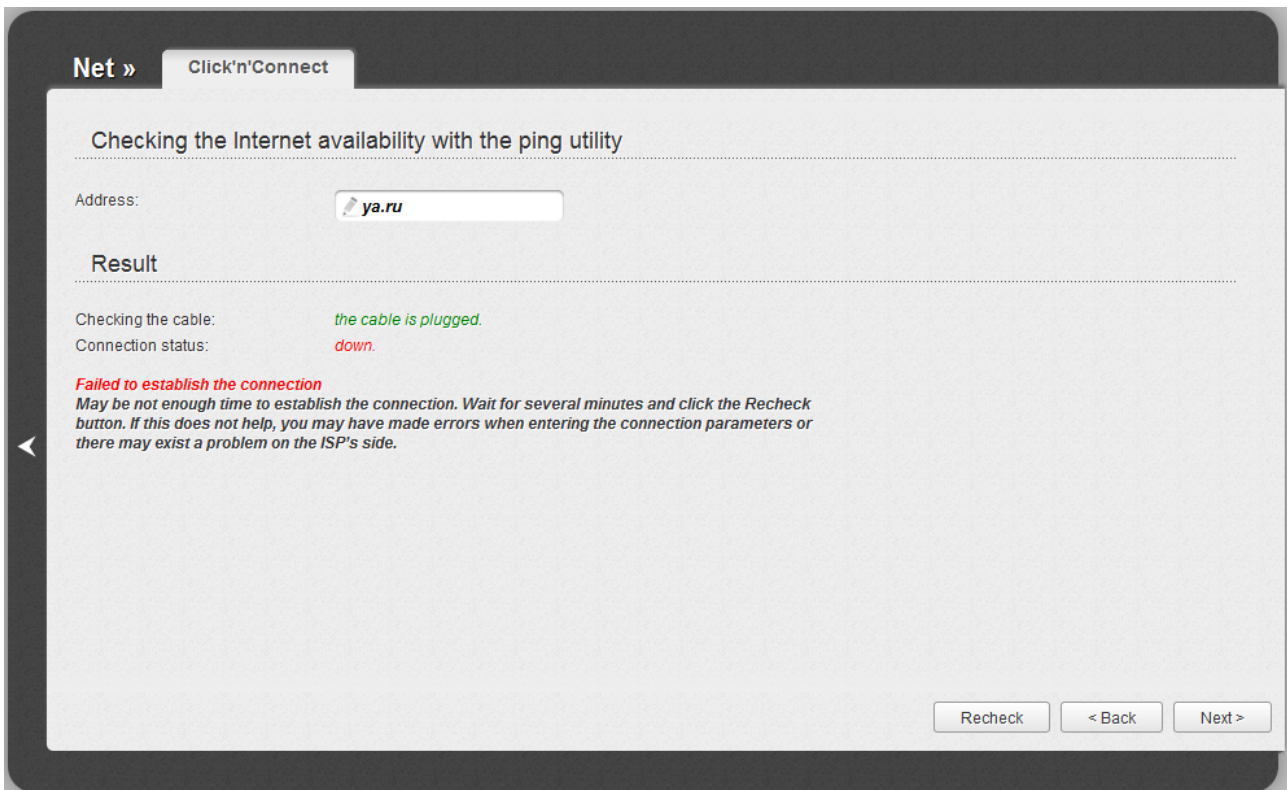 Net »
Click'n'Connect
Checking the Internet availability with the ping utility
Address:
ya.ru
Result
Checking the cable:
the cable is plugged.
Connection status:
down.
Failed to establish the connection
May be not enough time to establish the connection. Wait for several minutes and click the Recheck
button. If this does not help, you may have made errors when entering the connection parameters or
there may exist a problem on the ISP's side.
Recheck
< Back
Next >